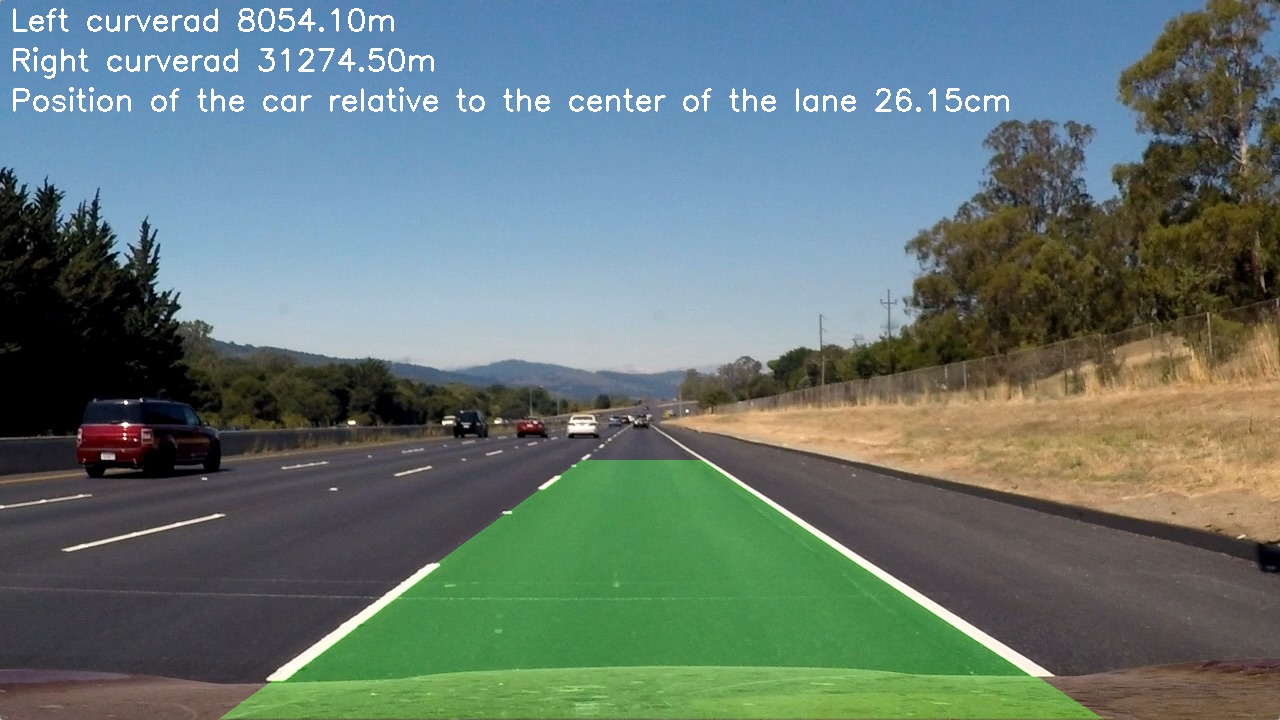 Left curverad 8054.10m
Right curverad 31274.50m
Position of the car relative to the center of the lane 26.15cm